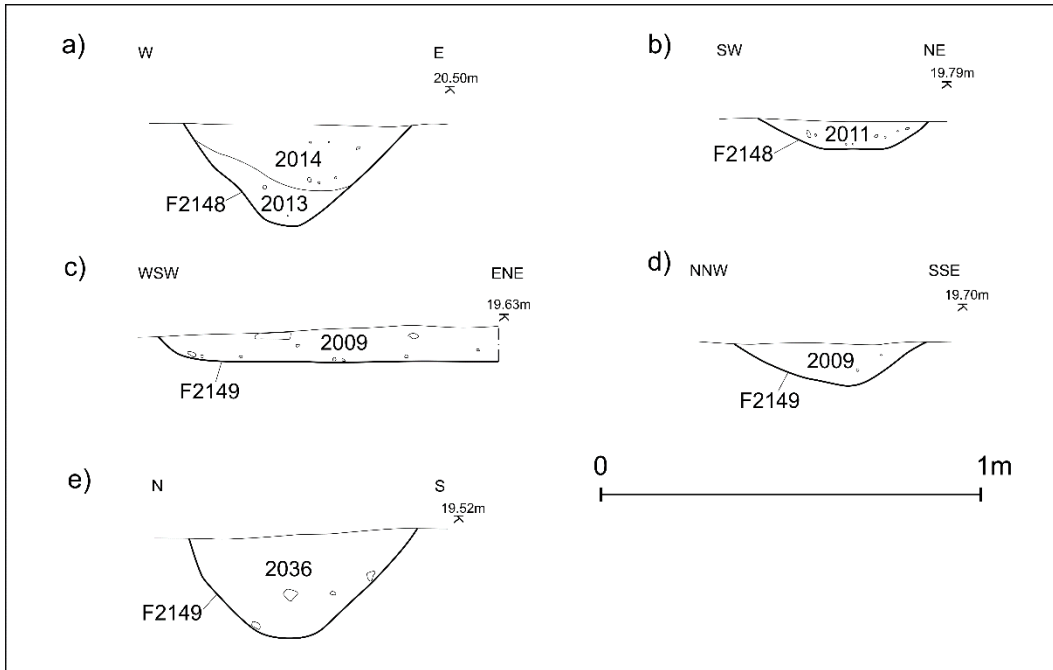 a)
W
E
20.50m
2014
2013
F2148
b)
SW
NE
19.79m
2011
F2148
c)
WSW
ENE
19.63m
2009
F2149
d)
NNW
SSE
19.70m
2009
F2149
e)
N
S
19.52m
2036
F2149
0
1m